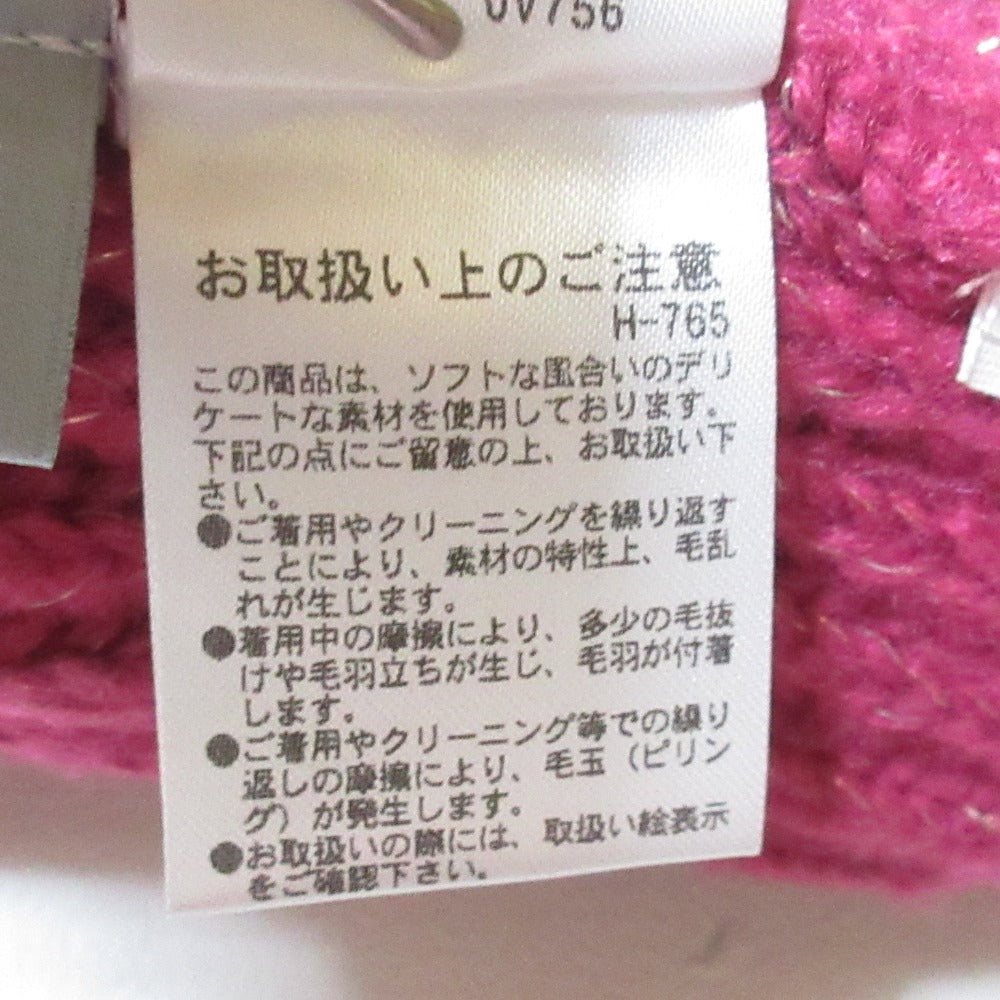 0V756
お取扱い上のご注意
H-765
この商品は、ソフトな風合いのデリ
ケートな素材を使用しております。
下記の点にご留意の上、お取扱い下
さい。
●ご着用やクリーニングを繰り返す
ことにより、素材の特性上、毛乱
れが生じます。
●着用中の摩擦により、多少の毛抜
けや毛羽立ちが生じ、毛羽が付着
します。
●ご着用やクリーニング等での繰り
返しの摩擦により、毛玉（ピリン
グ）が発生します。
●お取扱いの際には、取扱い絵表示
をご確認下さい。